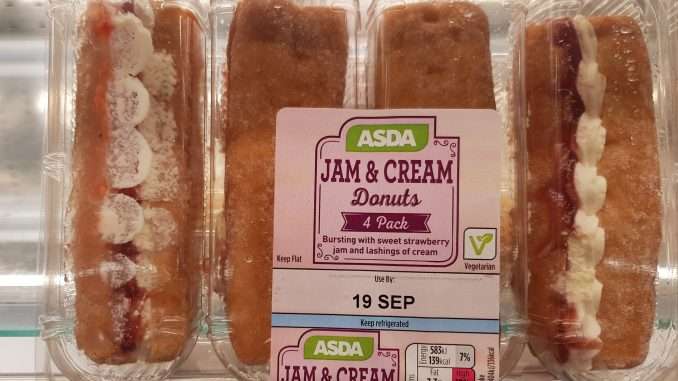 ASDA
JAM & CREAM
Donuts
4 Pack
Bursting with sweet strawberry
jam and lashings of cream
Keep Flat
V
Vegetarian
Use By:
19 SEP
Keep refrigerated
ASDA
JAM & CREAM
Energy
583kJ
139kcal
7%
Fat
High